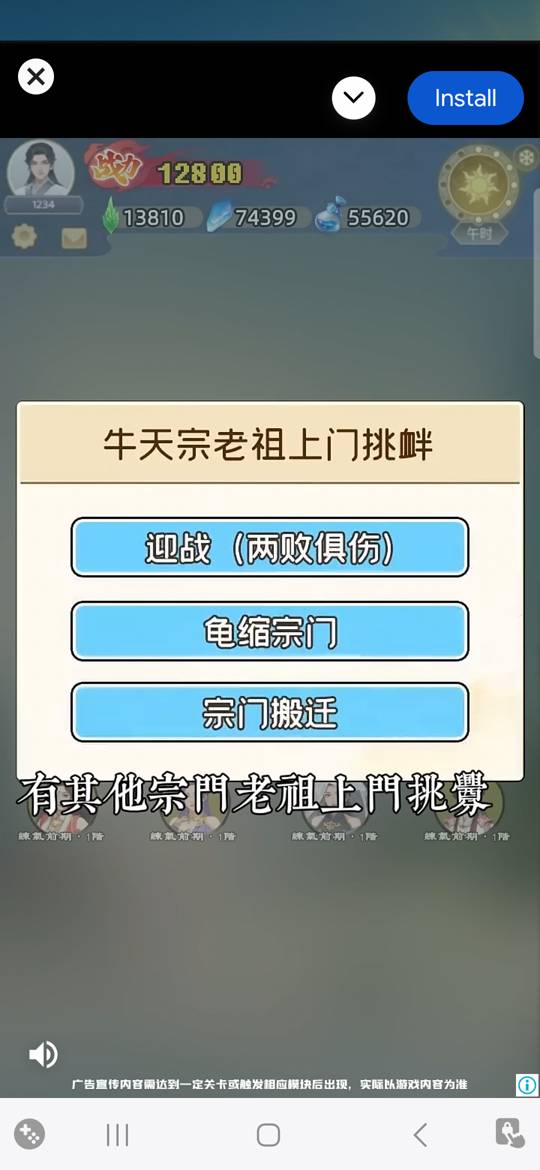 Install
战力 12800
1234
13810 74399 55620
午时
牛天宗老祖上门挑衅
迎战（两败俱伤）
龟缩宗门
宗门搬迁
有其他宗門老祖上門挑釁
練氣前期·1階 練氣前期·1階 練氣前期·1階 練氣前期·1階
广告宣传内容需达到一定关卡或触发相应模块后出现，实际以游戏内容为准